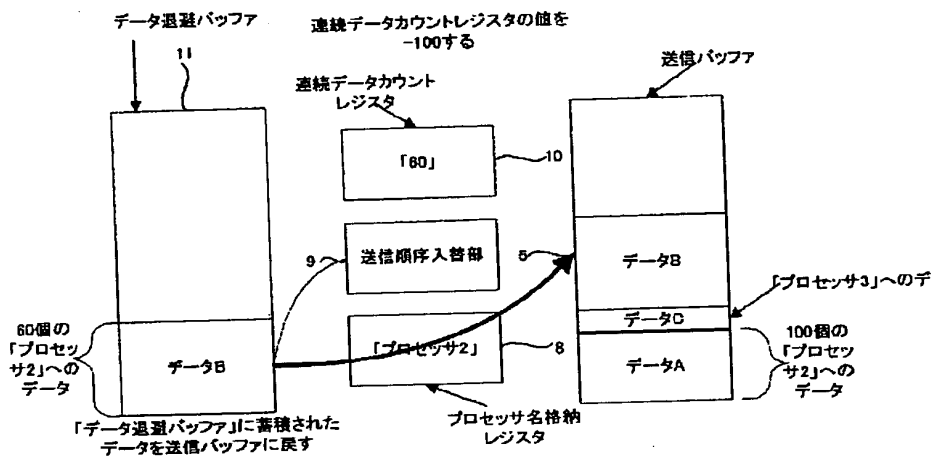 データ退避バッファ
11
連続データカウントレジスタの値を
-100する
連続データカウント
レジスタ
「60」
10
送信バッファ
9
送信順序入替部
5
データB
「プロセッサ3」へのデ
データC
60個の
「プロセッ
サ2」への
データ
データB
「プロセッサ2」
8
データA
100個の
「プロセッ
サ2」への
データ
プロセッサ名格納
レジスタ
「データ退避バッファ」に蓄積された
データを送信バッファに戻す